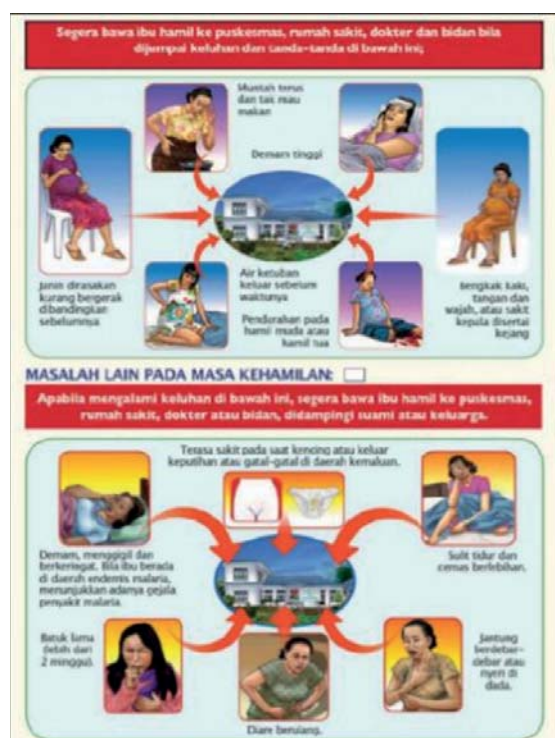 Segera bawa ibu hamil ke puskesmas, rumah sakit, dokter dan bidan bila
dijumpai keluhan dan tanda-tanda di bawah ini;
Muntah terus
dan tak mau
makan
Demam tinggi
Janin dirasakan
kurang bergerak
dibandingkan
sebelumnya
Air ketuban
keluar sebelum
waktunya
Pendarahan pada
hamil muda atau
hamil tua
Bengkak kaki,
tangan dan
wajah, atau sakit
kepala disertai
kejang
MASALAH LAIN PADA MASA KEHAMILAN:
Apabila mengalami keluhan di bawah ini, segera bawa ibu hamil ke puskesmas,
rumah sakit, dokter atau bidan, didampingi suami atau keluarga.
Terasa sakit pada saat kencing atau keluar
keputihan atau gatal-gatal di daerah kemaluan.
Demam, menggigil dan
berkeringat. Bila ibu berada
di daerah endemis malaria,
menunjukkan adanya gejala
penyakit malaria.
Sulit tidur dan
cemas berlebihan.
Batuk lama
(lebih dari
2 minggu).
Diare berulang.
Jantung
berdebar-
debar atau
nyeri di
dada.